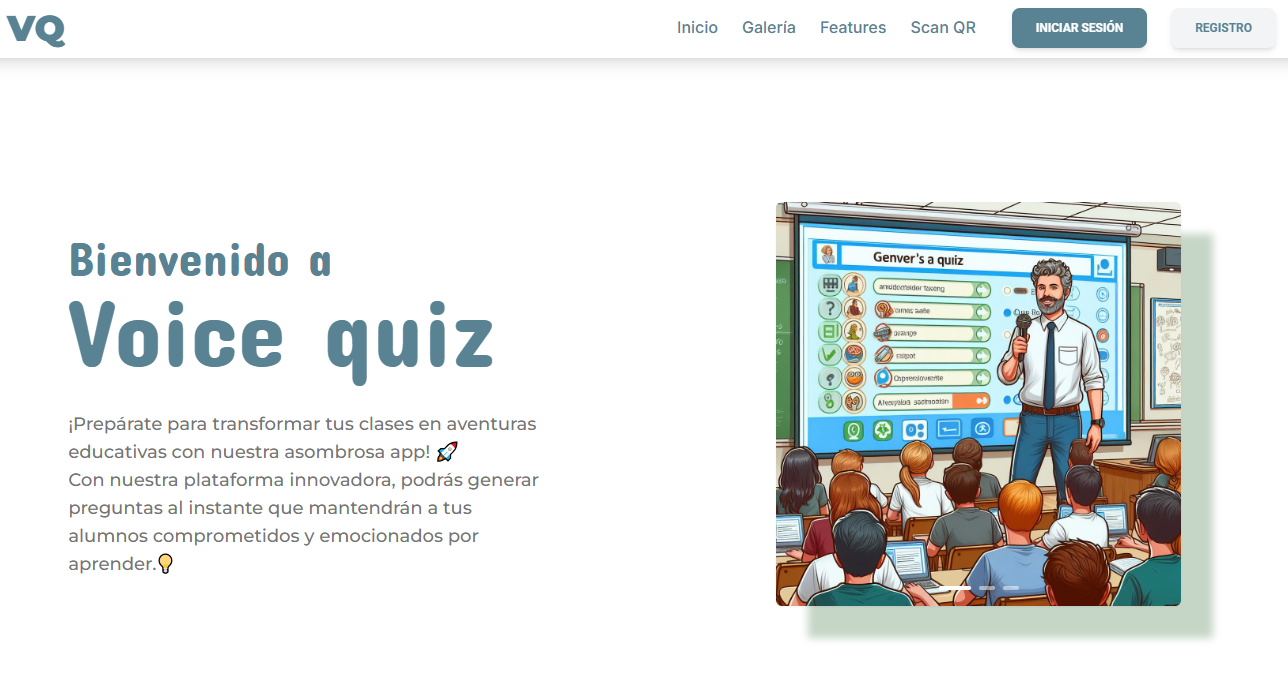 VQ
Inicio Galería Features Scan QR INICIAR SESIÓN REGISTRO
Bienvenido a
Voice quiz
¡Prepárate para transformar tus clases en aventuras
educativas con nuestra asombrosa app! 🚀
Con nuestra plataforma innovadora, podrás generar
preguntas al instante que mantendrán a tus
alumnos comprometidos y emocionados por
aprender.💡
Genver's a quiz